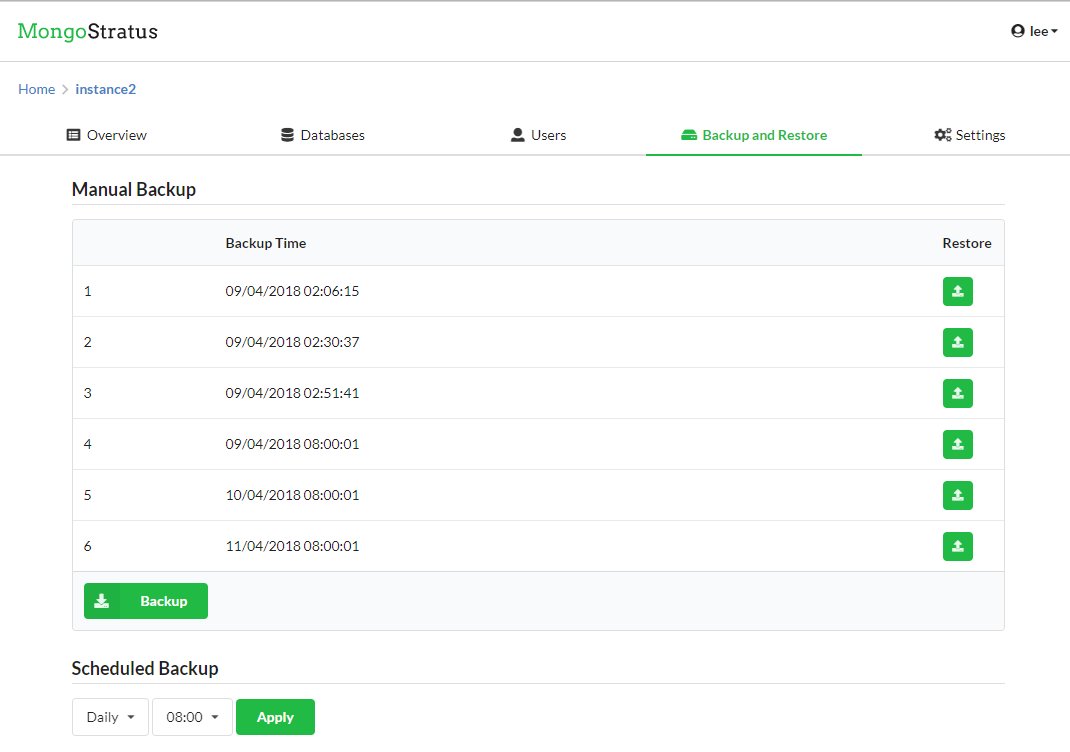 MongoStratus
lee
Home instance2
Overview Databases Users Backup and Restore Settings
Manual Backup
Backup Time Restore
1 09/04/2018 02:06:15
2 09/04/2018 02:30:37
3 09/04/2018 02:51:41
4 09/04/2018 08:00:01
5 10/04/2018 08:00:01
6 11/04/2018 08:00:01
Backup
Scheduled Backup
Daily 08:00 Apply